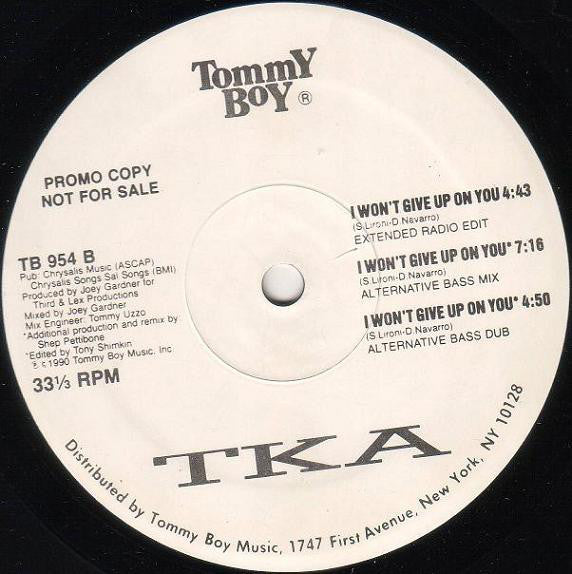 Tommy
Boy ®
PROMO COPY
NOT FOR SALE
TB 954 B
Pub: Chrysalis Music (ASCAP)
Chrysalis Songs Sal Songs (BMI)
Produced by Joey Gardner for
Third & Lex Productions
Mixed by Joey Gardner
Mix Engineer: Tommy Uzzo
*Additional production and remix by
Shep Pettibone
*Edited by Tony Shimkin
℗ © 1990 Tommy Boy Music. Inc
33⅓ RPM
I WON'T GIVE UP ON YOU 4:43
(S.Lironi-D.Navarro)
EXTENDED RADIO EDIT
I WON'T GIVE UP ON YOU* 7:16
(S.Lironi-D.Navarro)
ALTERNATIVE BASS MIX
I WON'T GIVE UP ON YOU* 4:50
(S.Lironi-D.Navarro)
ALTERNATIVE BASS DUB
TKA
Distributed by Tommy Boy Music, 1747 First Avenue, New York, NY 10128